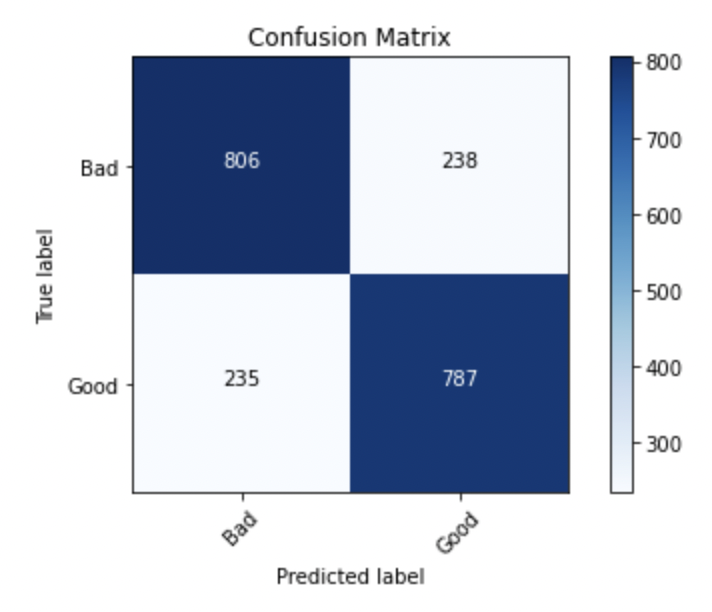 Confusion Matrix
True label
Bad
806
238
Good
235
787
Bad
Good
Predicted label
800
700
600
500
400
300